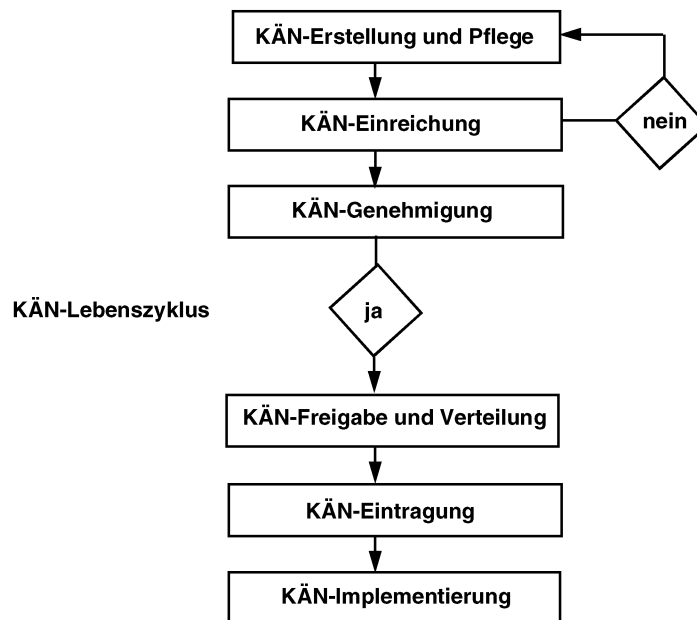 KÄN-Erstellung und Pflege
KÄN-Einreichung
nein
KÄN-Genehmigung
KÄN-Lebenszyklus
ja
KÄN-Freigabe und Verteilung
KÄN-Eintragung
KÄN-Implementierung